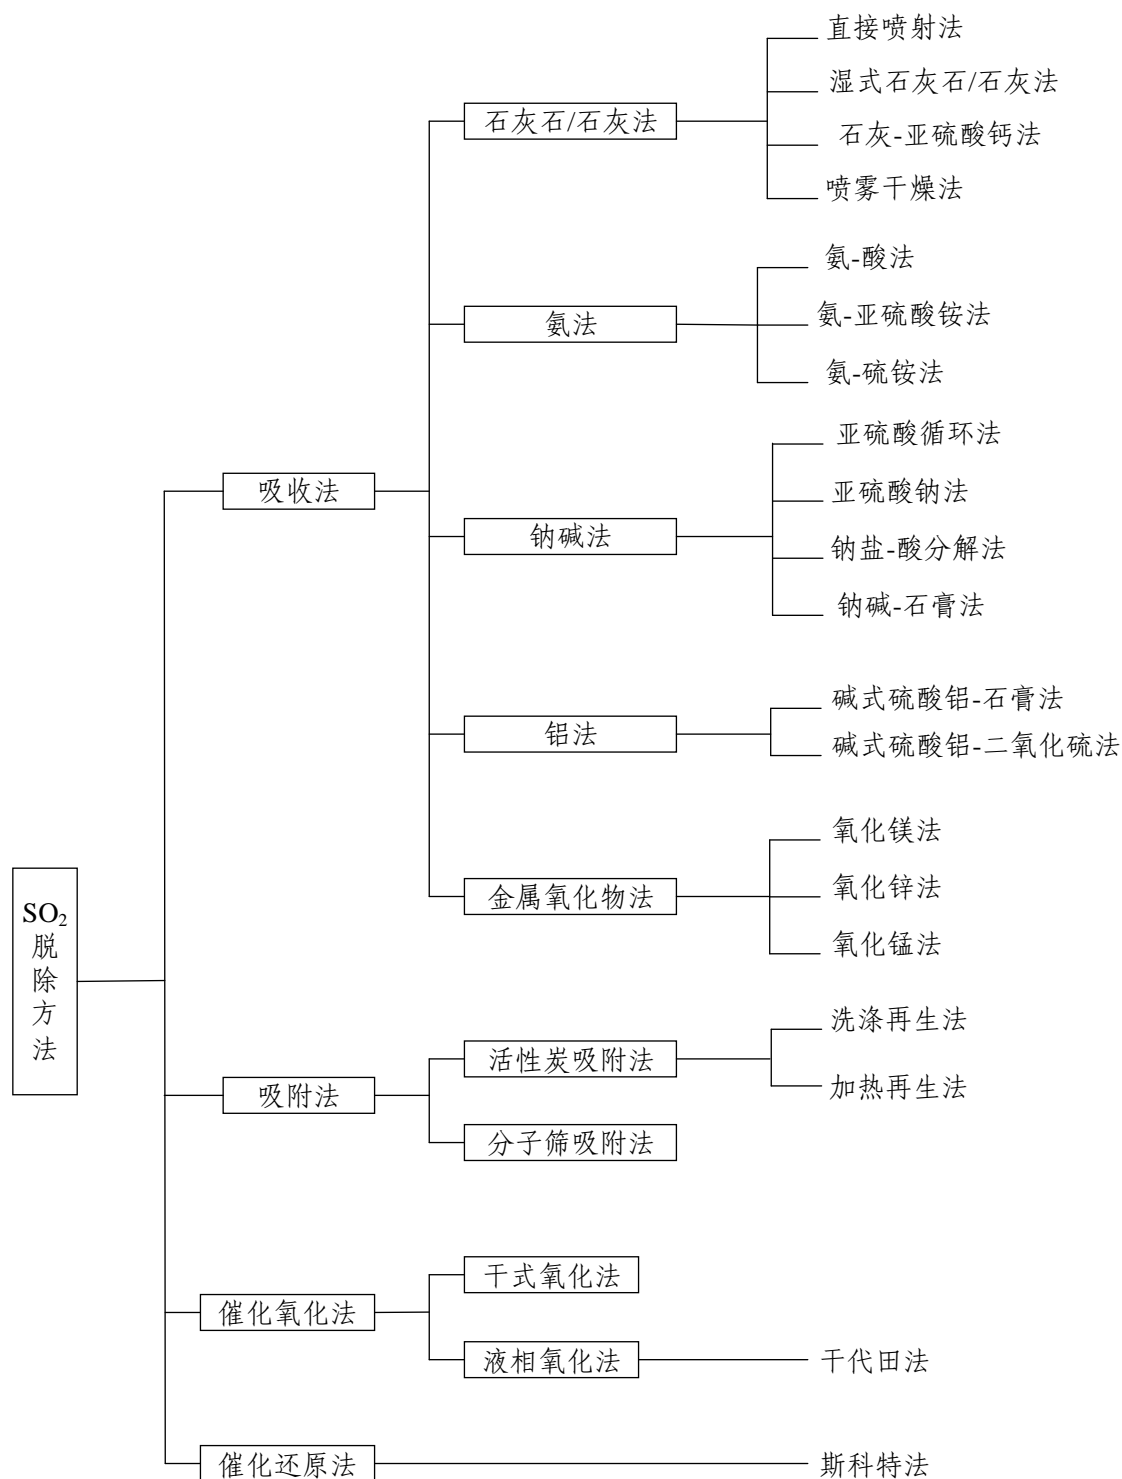 直接喷射法
湿式石灰石/石灰法
石灰石/石灰法
石灰-亚硫酸钙法
喷雾干燥法
氨-酸法
氨法
氨-亚硫酸铵法
氨-硫铵法
亚硫酸循环法
吸收法
亚硫酸钠法
钠碱法
钠盐-酸分解法
钠碱-石膏法
碱式硫酸铝-石膏法
铝法
碱式硫酸铝-二氧化硫法
氧化镁法
金属氧化物法
氧化锌法
氧化锰法
SO₂
脱
除
方
法
洗涤再生法
活性炭吸附法
吸附法
加热再生法
分子筛吸附法
干式氧化法
催化氧化法
液相氧化法
干代田法
催化还原法
斯科特法